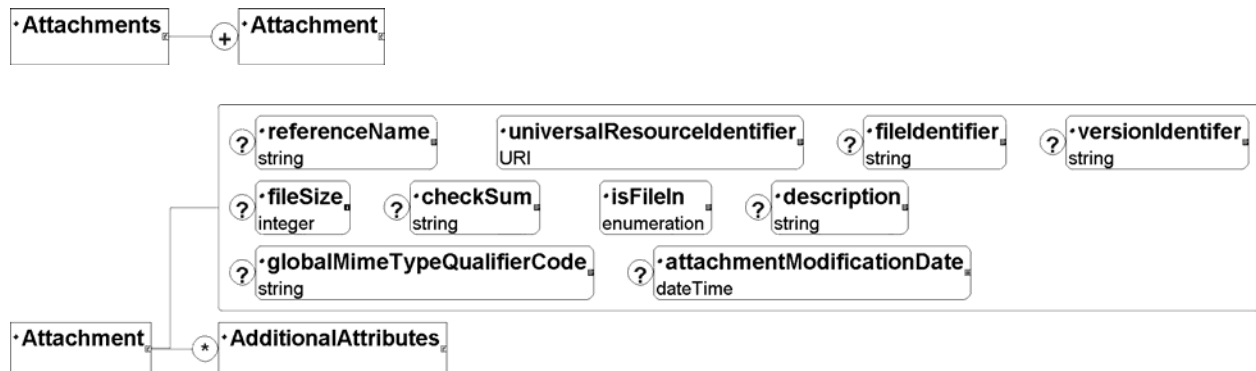 Attachments + Attachment
? referenceName universalResourceIdentifier ? fileIdentifier ? versionIdentifer
string URI string string
? fileSize ? checkSum isFileIn ? description
integer string enumeration string
? globalMimeTypeQualifierCode ? attachmentModificationDate
string dateTime
Attachment * AdditionalAttributes